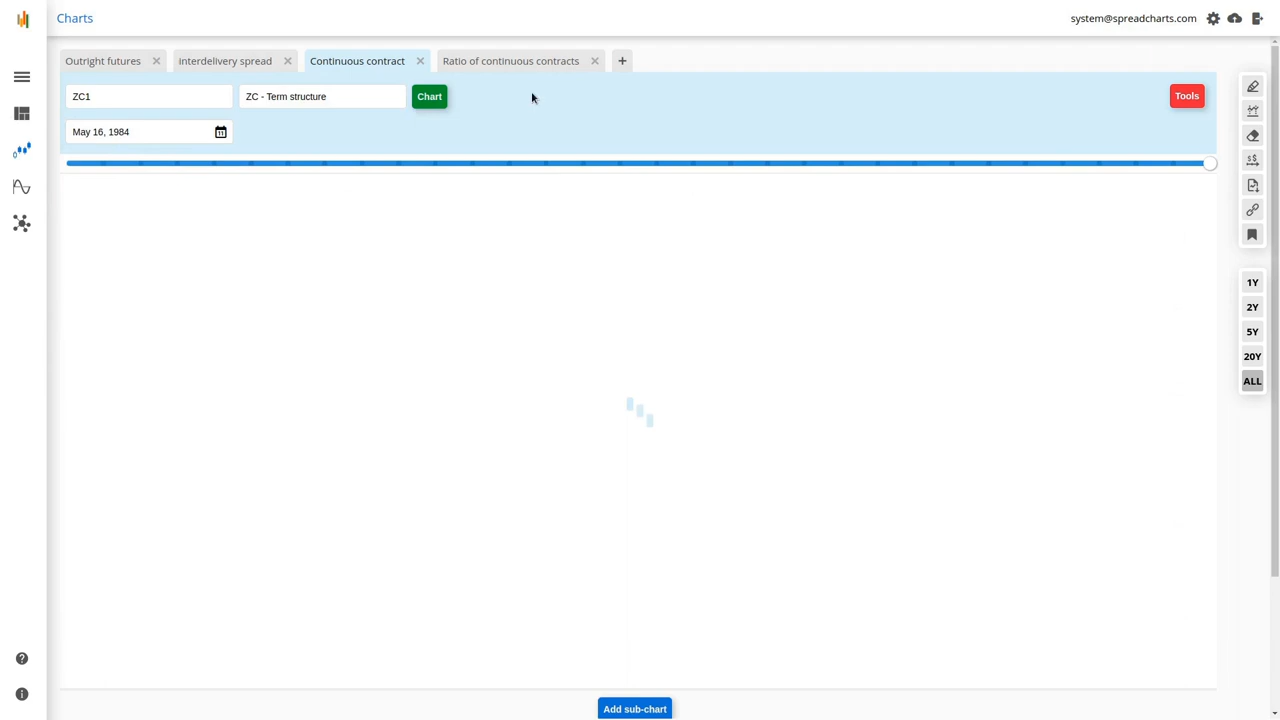 Charts
system@spreadcharts.com
Outright futures
interdelivery spread
Continuous contract
Ratio of continuous contracts
+
ZC1
ZC - Term structure
Chart
Tools
May 16, 1984
11
$$
1Y
2Y
5Y
20Y
ALL
Add sub-chart